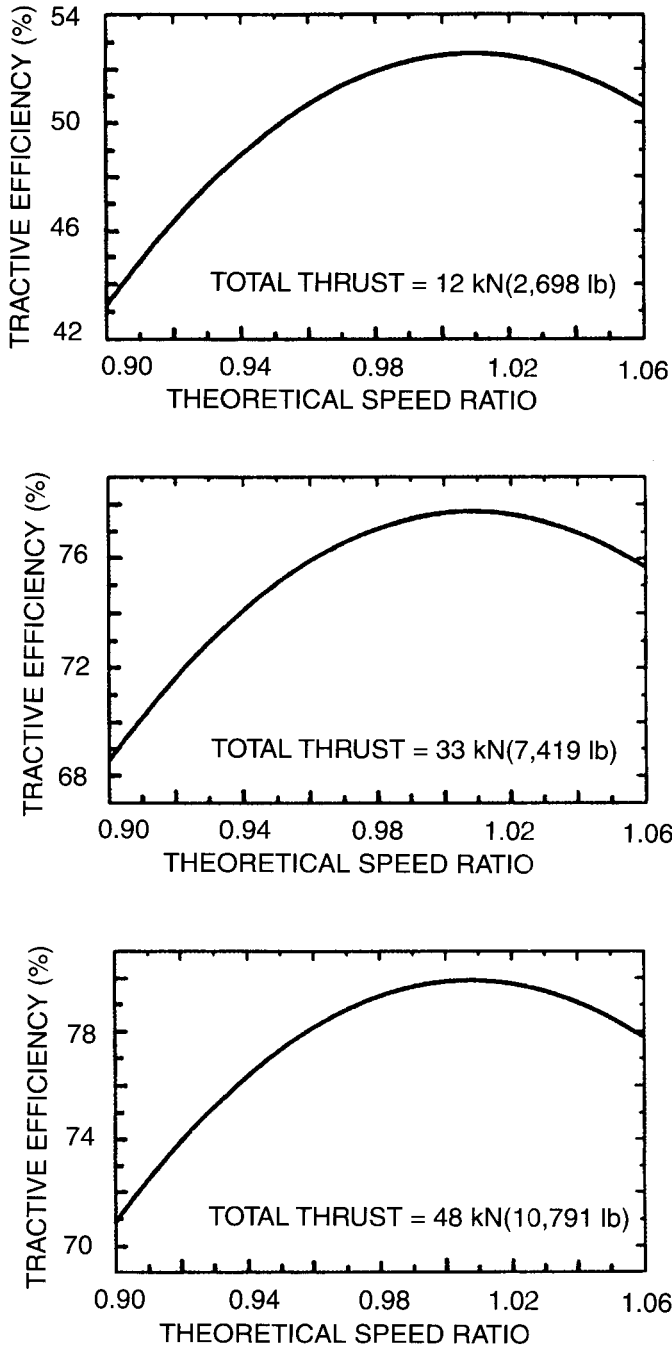 TRACTIVE EFFICIENCY (%)
54
50
46
42
TOTAL THRUST = 12 kN(2,698 lb)
0.90 0.94 0.98 1.02 1.06
THEORETICAL SPEED RATIO
TRACTIVE EFFICIENCY (%)
76
72
68
TOTAL THRUST = 33 kN(7,419 lb)
0.90 0.94 0.98 1.02 1.06
THEORETICAL SPEED RATIO
TRACTIVE EFFICIENCY (%)
78
74
70
TOTAL THRUST = 48 kN(10,791 lb)
0.90 0.94 0.98 1.02 1.06
THEORETICAL SPEED RATIO